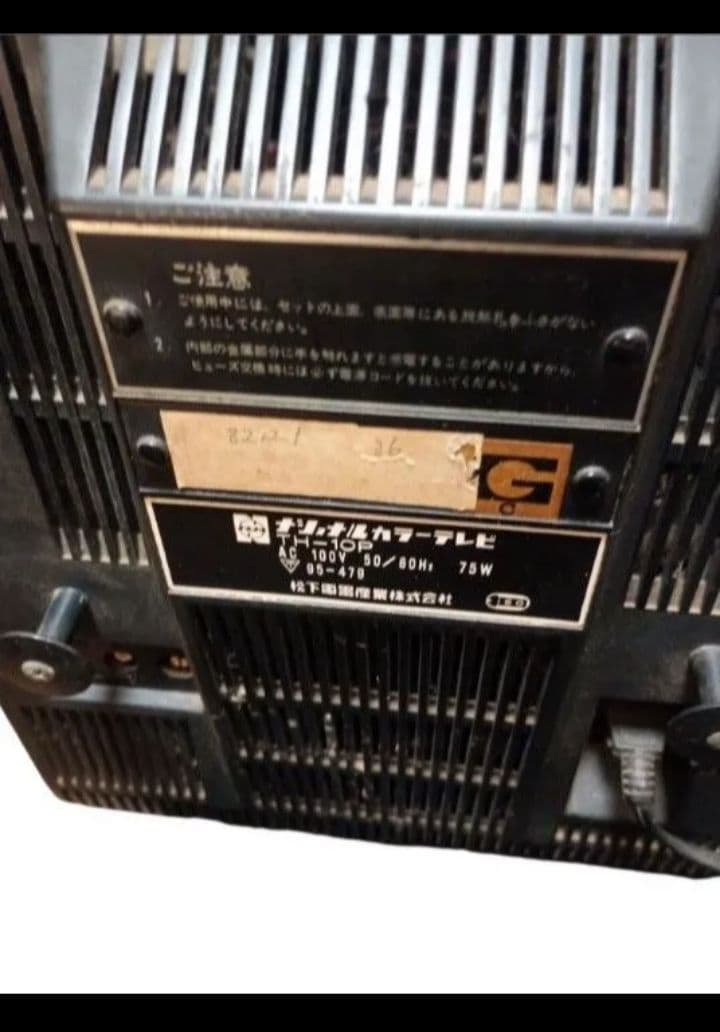 ご注意
1. ご使用中には、セットの上面、底面等にある放熱孔をふさがない
ようにしてください。
2. 内部の金属部分に手を触れますと感電することがありますから、
ヒューズ交換時には必ず電源コードを抜いてください。
8221 26
G
ナショナルカラーテレビ
TH-10P
AC 100V 50/60Hz 75W
95-479
松下電器産業株式会社